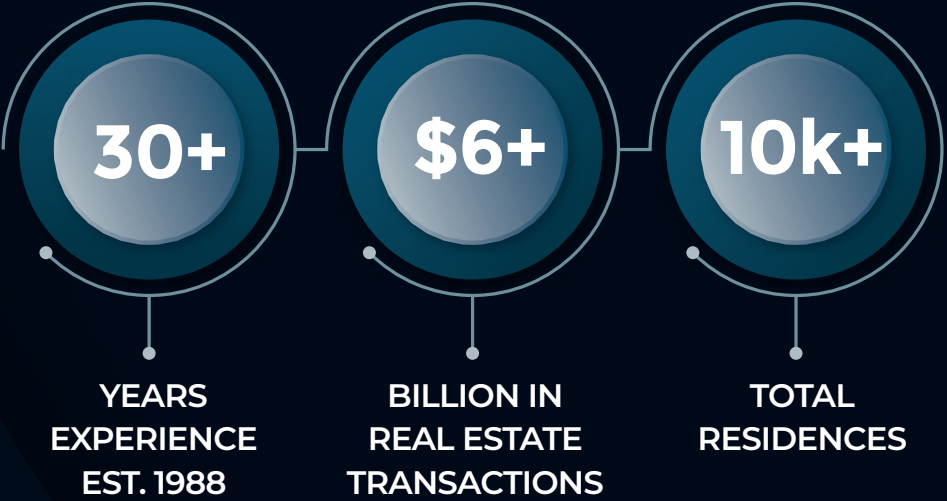 30+
YEARS
EXPERIENCE
EST. 1988
$6+
BILLION IN
REAL ESTATE
TRANSACTIONS
10k+
TOTAL
RESIDENCES